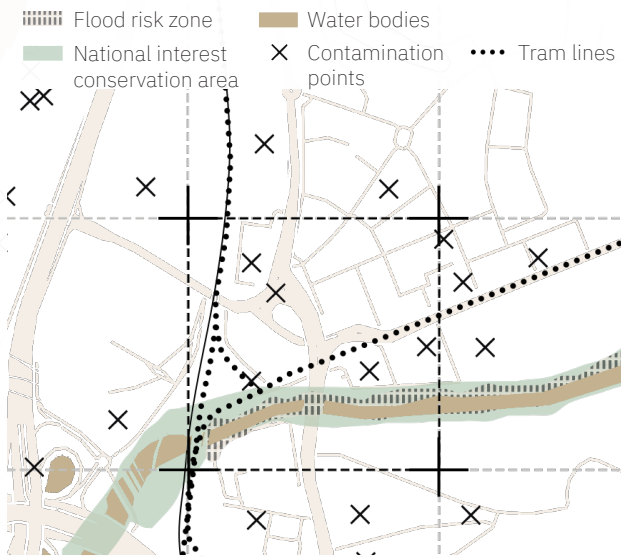 Flood risk zone
Water bodies
National interest
conservation area
Contamination
points
Tram lines